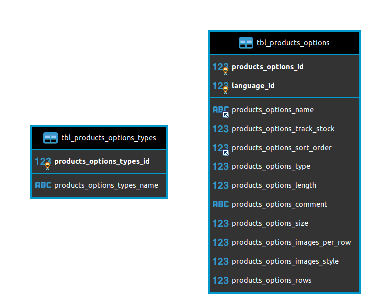 tbl_products_options
123 products_options_id
123 language_id
ABC products_options_name
123 products_options_track_stock
123 products_options_sort_order
123 products_options_type
123 products_options_length
ABC products_options_comment
123 products_options_size
123 products_options_images_per_row
123 products_options_images_style
123 products_options_rows
tbl_products_options_types
123 products_options_types_id
ABC products_options_types_name